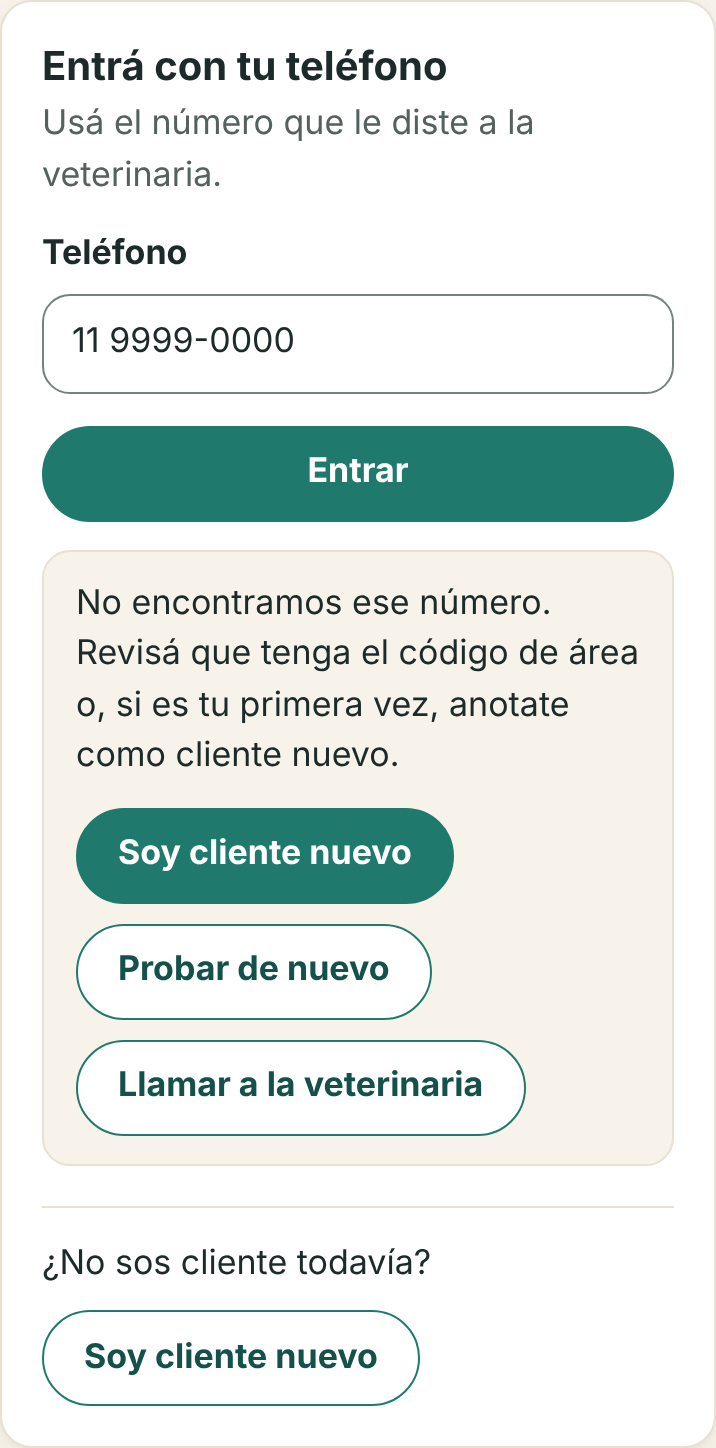 Entrá con tu teléfono
Usá el número que le diste a la
veterinaria.
Teléfono
11 9999-0000
Entrar
No encontramos ese número.
Revisá que tenga el código de área
o, si es tu primera vez, anotate
como cliente nuevo.
Soy cliente nuevo
Probar de nuevo
Llamar a la veterinaria
¿No sos cliente todavía?
Soy cliente nuevo